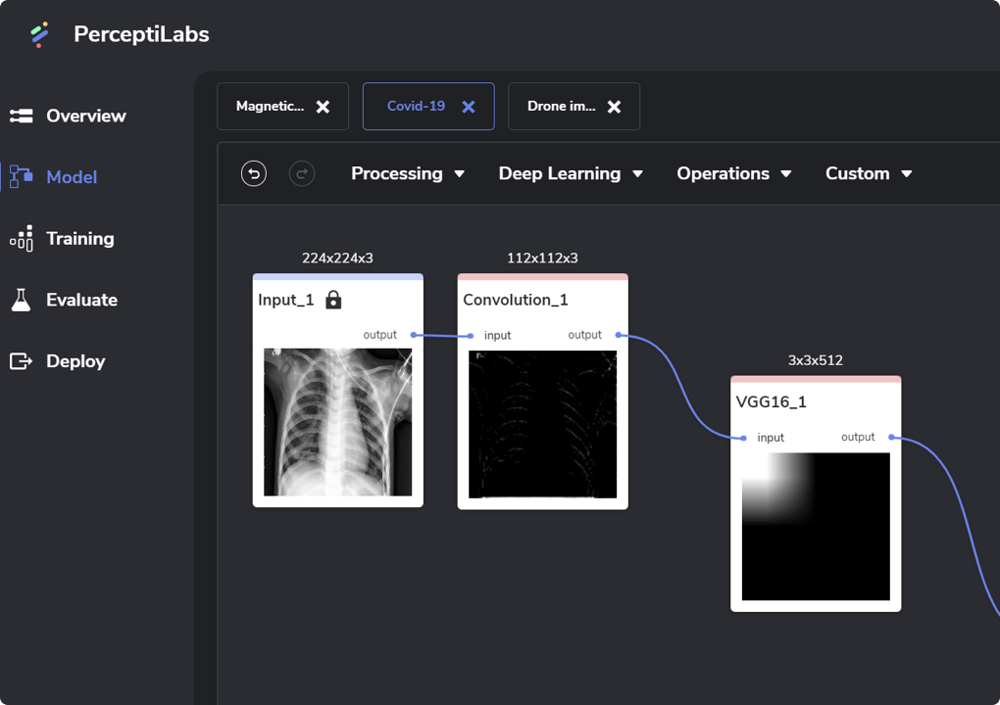 PerceptiLabs
Overview
Model
Training
Evaluate
Deploy
Magnetic...
Covid-19
Drone im...
Processing
Deep Learning
Operations
Custom
224x224x3
Input_1
output
112x112x3
Convolution_1
input output
3x3x512
VGG16_1
input output